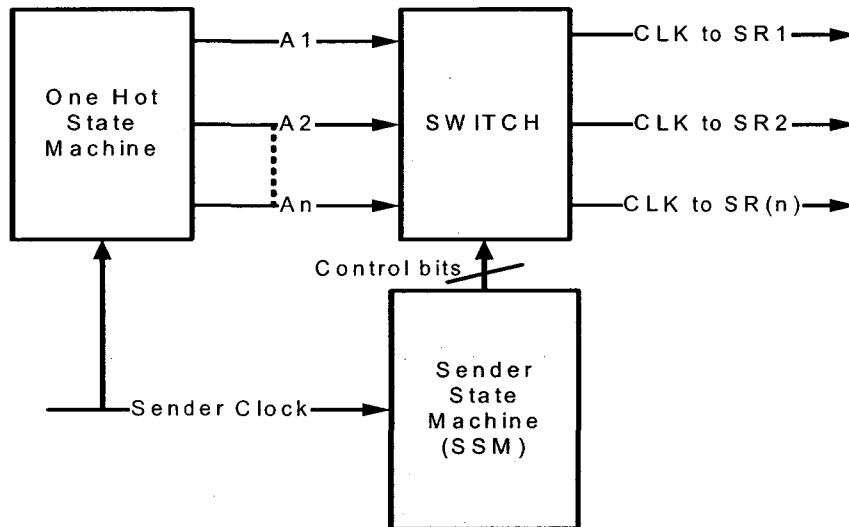 One Hot
State
Machine
A1
A2
An
SWITCH
CLK to SR1
CLK to SR2
CLK to SR(n)
Control bits
Sender Clock
Sender
State
Machine
(SSM)